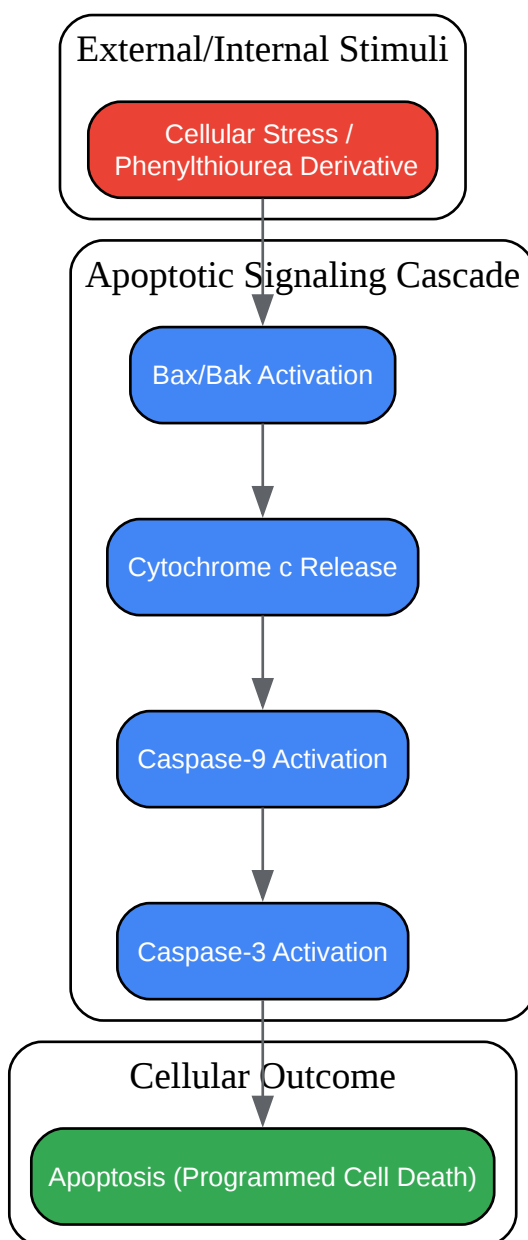 External/Internal Stimuli
Cellular Stress /
Phenylthiourea Derivative
Apoptotic Signaling Cascade
Bax/Bak Activation
Cytochrome c Release
Caspase-9 Activation
Caspase-3 Activation
Cellular Outcome
Apoptosis (Programmed Cell Death)